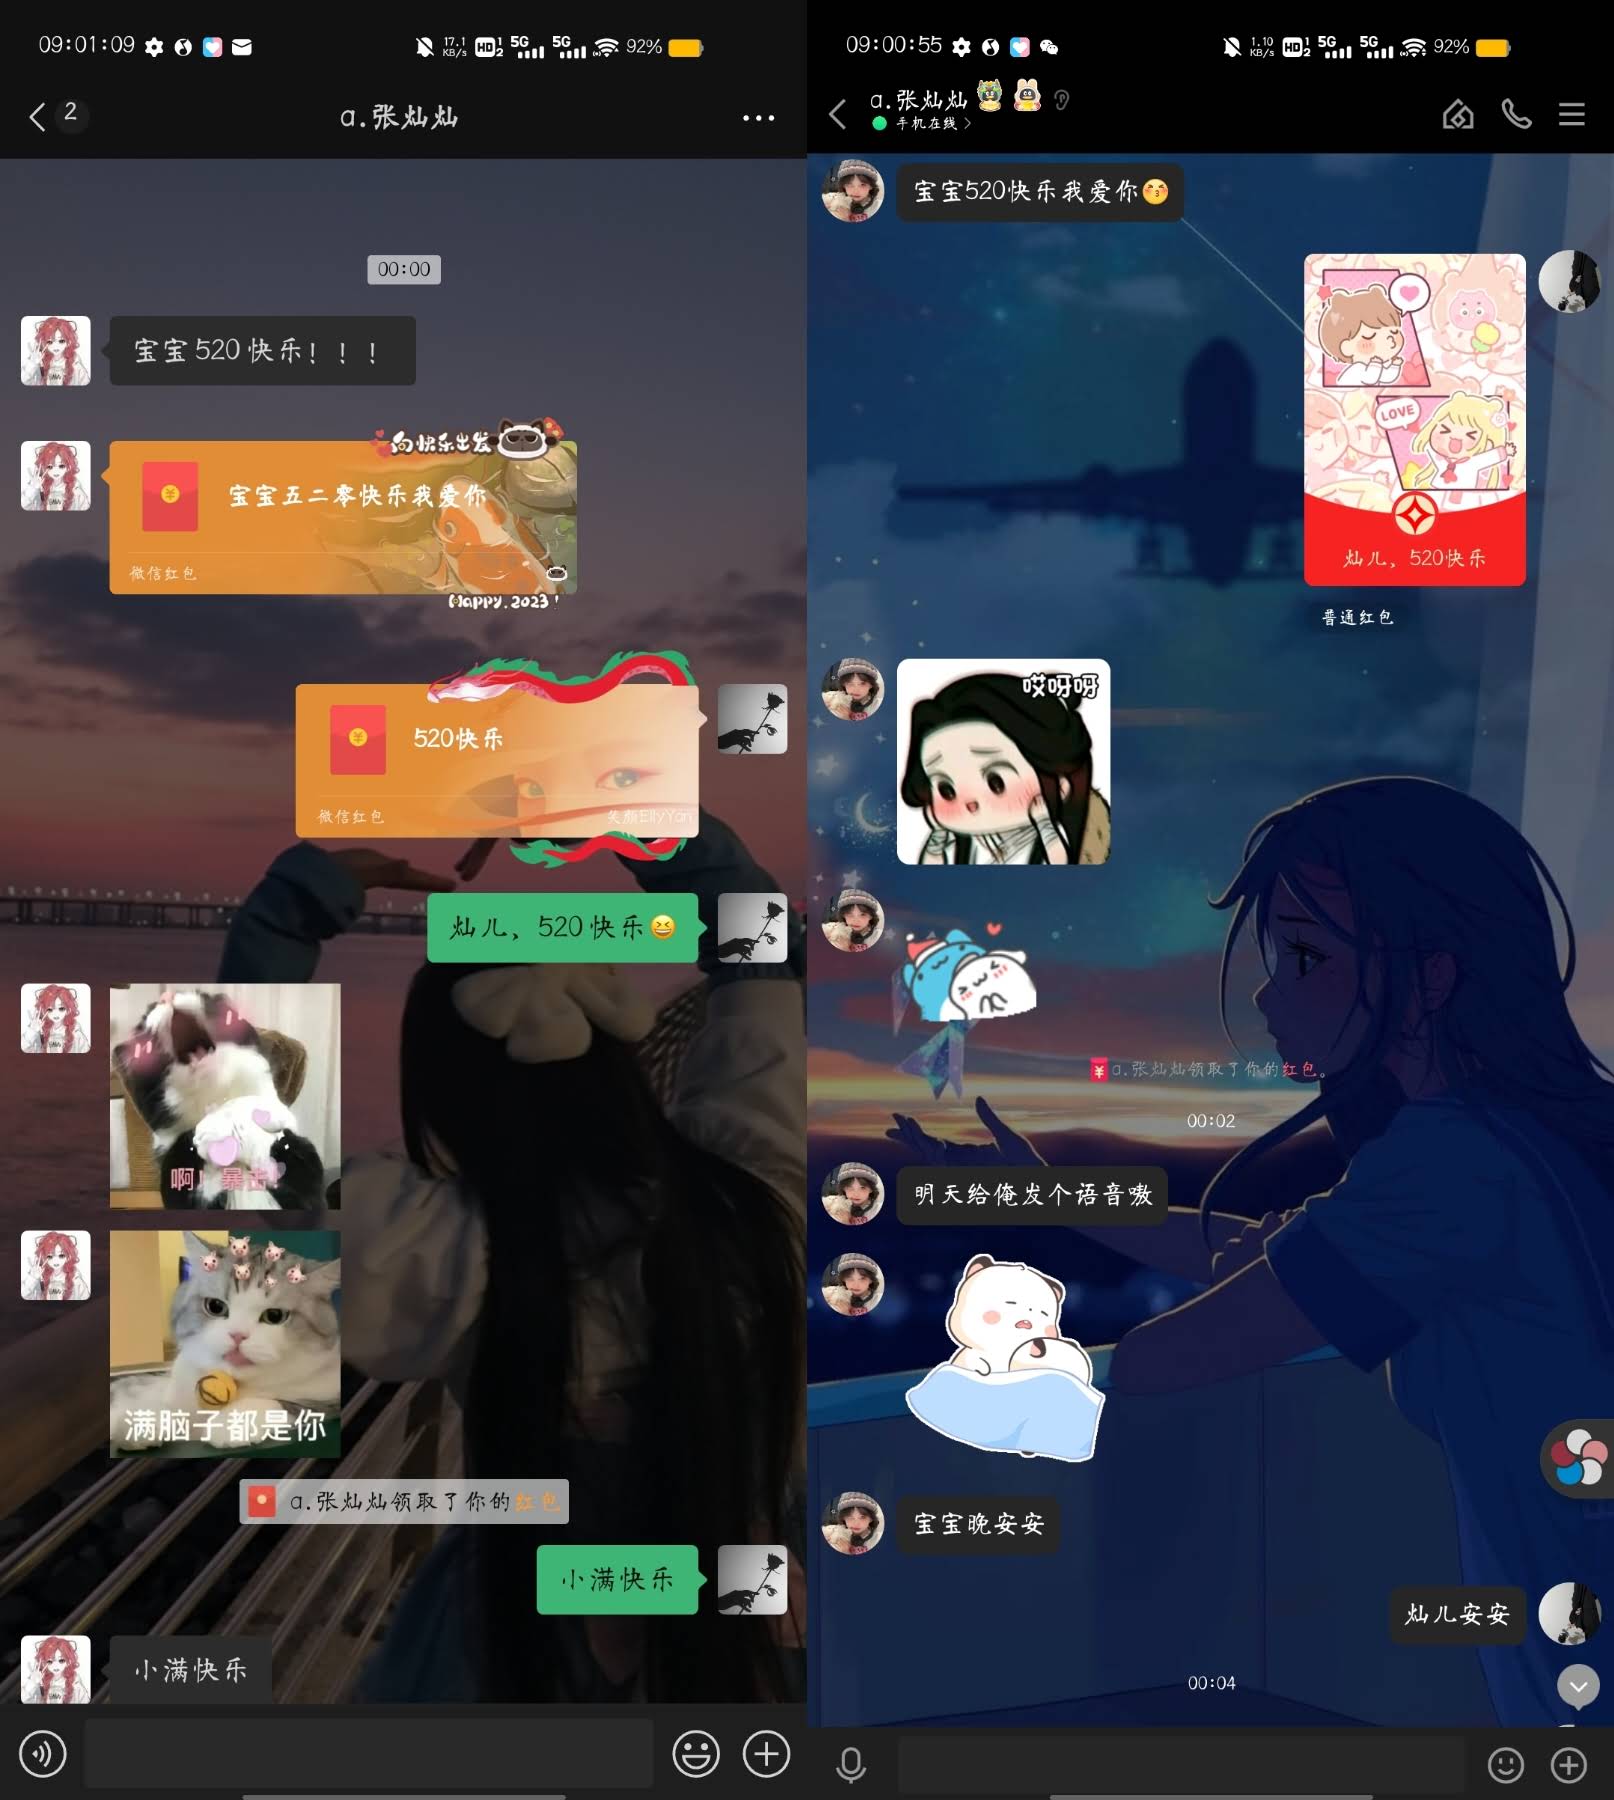 09:01:09
17.1 KB/s HD 1 2 5G 5G 92%
2
a.张灿灿
00:00
宝宝520快乐！！！
向快乐出发
宝宝五二零快乐我爱你
微信红包
Happy.2023!
520快乐
微信红包
笑颜EllyYan
灿儿，520快乐😆
啊！暴击!
满脑子都是你
a.张灿灿领取了你的红包
小满快乐
小满快乐
09:00:55
1.10 KB/s HD 1 2 5G 5G 92%
a.张灿灿
手机在线 >
宝宝520快乐我爱你😚
LOVE
灿儿，520快乐
普通红包
哎呀呀
a.张灿灿领取了你的红包。
00:02
明天给俺发个语音嗷
宝宝晚安安
灿儿安安
00:04